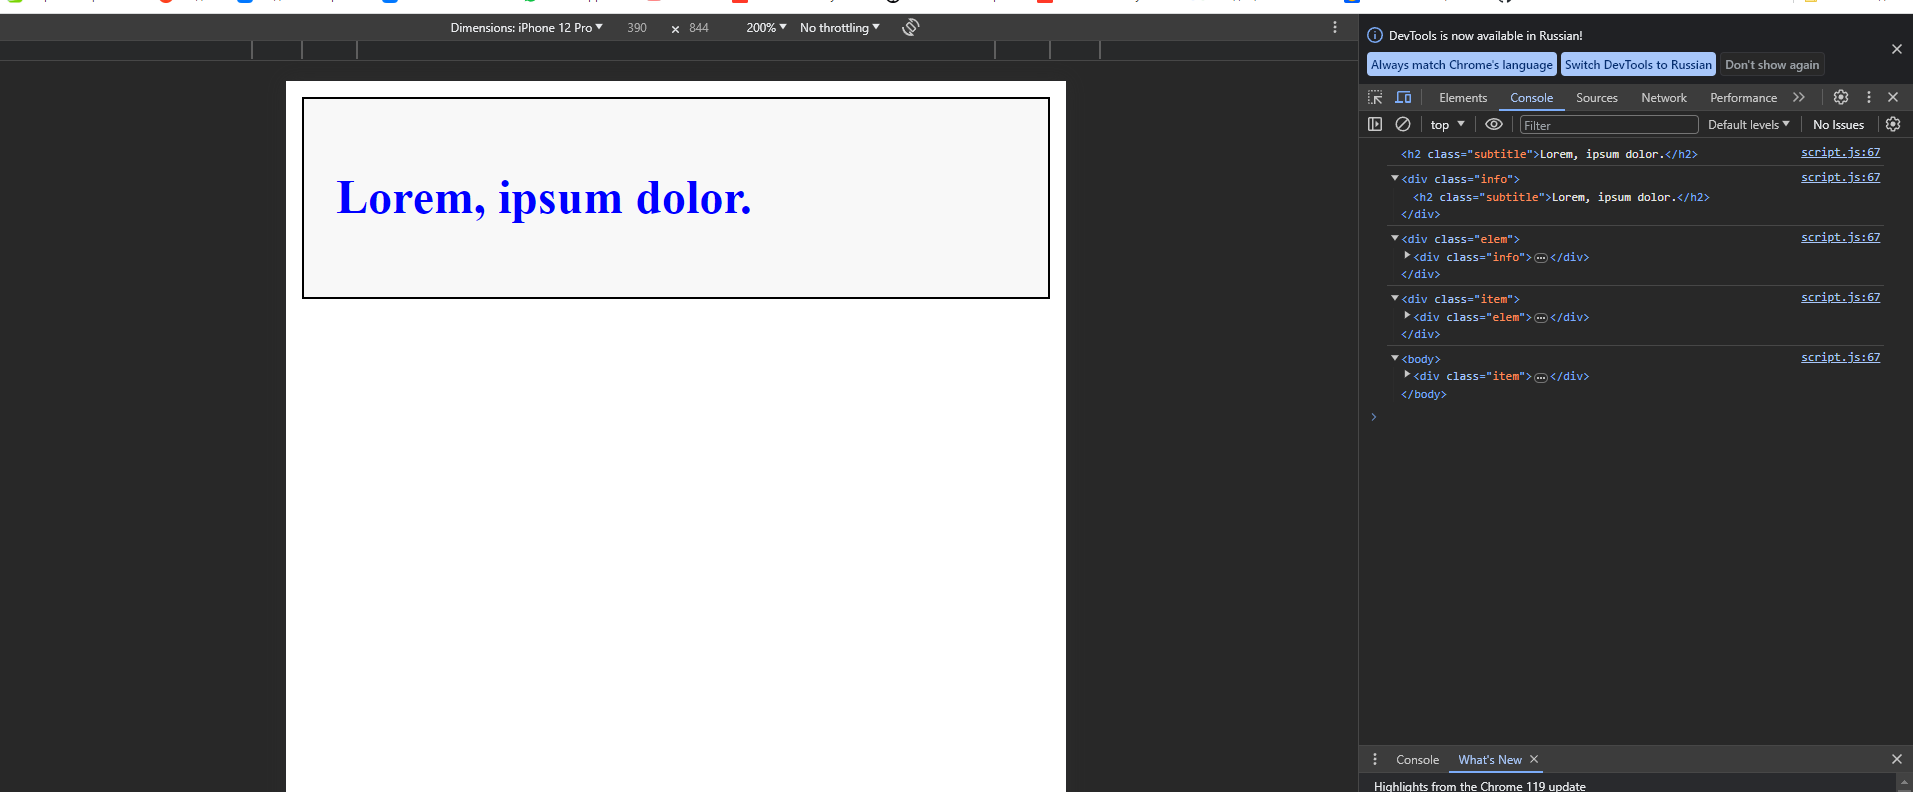 Dimensions: iPhone 12 Pro 390 × 844 200% No throttling
DevTools is now available in Russian!
Always match Chrome's language Switch DevTools to Russian Don't show again
Elements Console Sources Network Performance
top Filter Default levels No Issues
Lorem, ipsum dolor.
<h2 class="subtitle">Lorem, ipsum dolor.</h2> script.js:67
<div class="info"> script.js:67
<h2 class="subtitle">Lorem, ipsum dolor.</h2>
</div>
<div class="elem"> script.js:67
<div class="info">…</div>
</div>
<div class="item"> script.js:67
<div class="elem">…</div>
</div>
<body> script.js:67
<div class="item">…</div>
</body>
Console What's New
Highlights from the Chrome 119 update